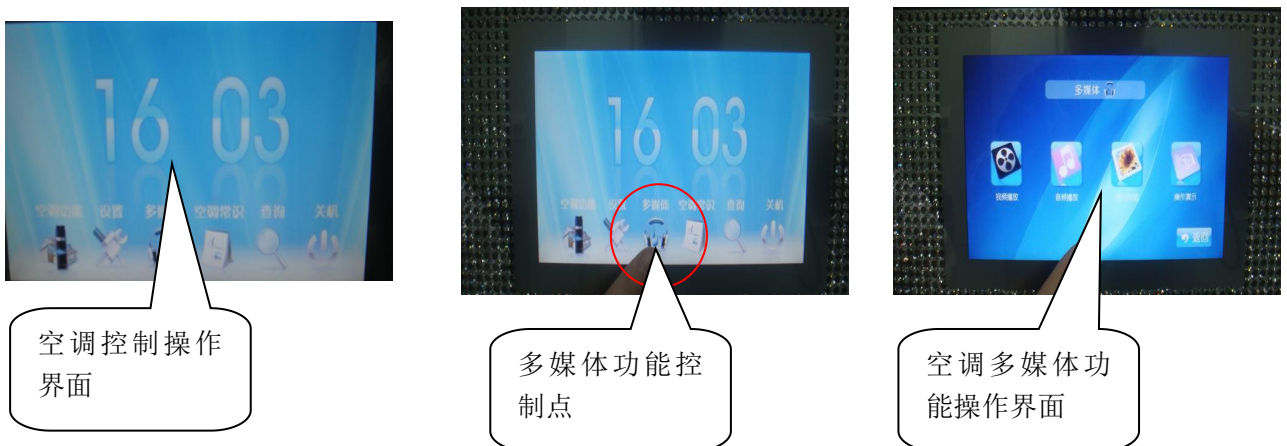 16 03
空调功能 设置 多媒体 空调常识 查询 关机
空调控制操作
界面
16 03
空调功能 设置 多媒体 空调常识 查询 关机
多媒体功能控
制点
多媒体
视频播放 音频播放 操作演示
返回
空调多媒体功
能操作界面